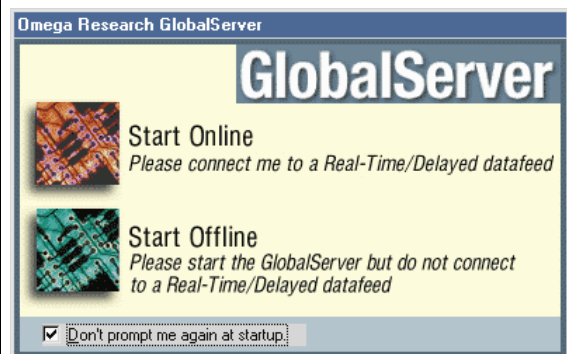 Omega Research GlobalServer
GlobalServer
Start Online
Please connect me to a Real-Time/Delayed datafeed
Start Offline
Please start the GlobalServer but do not connect
to a Real-Time/Delayed datafeed
Don't prompt me again at startup.